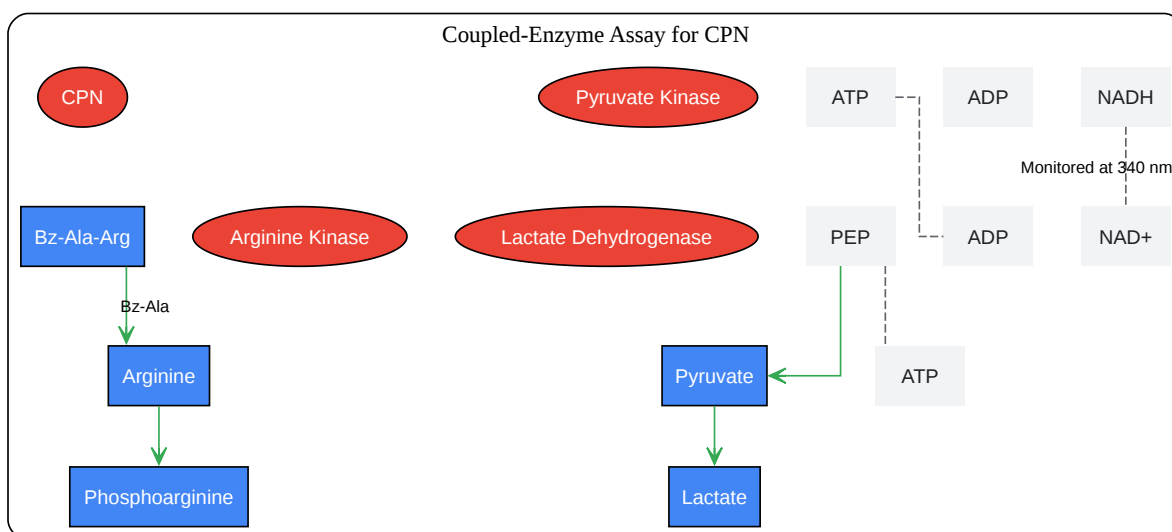 Coupled-Enzyme Assay for CPN
CPN
Pyruvate Kinase
ATP
ADP
NADH
Monitored at 340 nm
Bz-Ala-Arg
Arginine Kinase
Lactate Dehydrogenase
PEP
ADP
NAD+
Bz-Ala
Arginine
Pyruvate
ATP
Phosphoarginine
Lactate